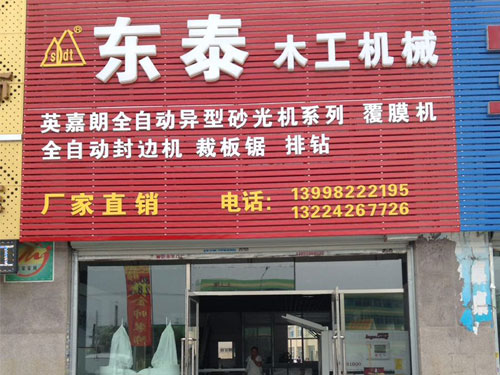 sydt
东泰 木工机械
英嘉朗全自动异型砂光机系列 覆膜机
全自动封边机 裁板锯 排钻
厂家直销 电话: 13998222195
13224267726